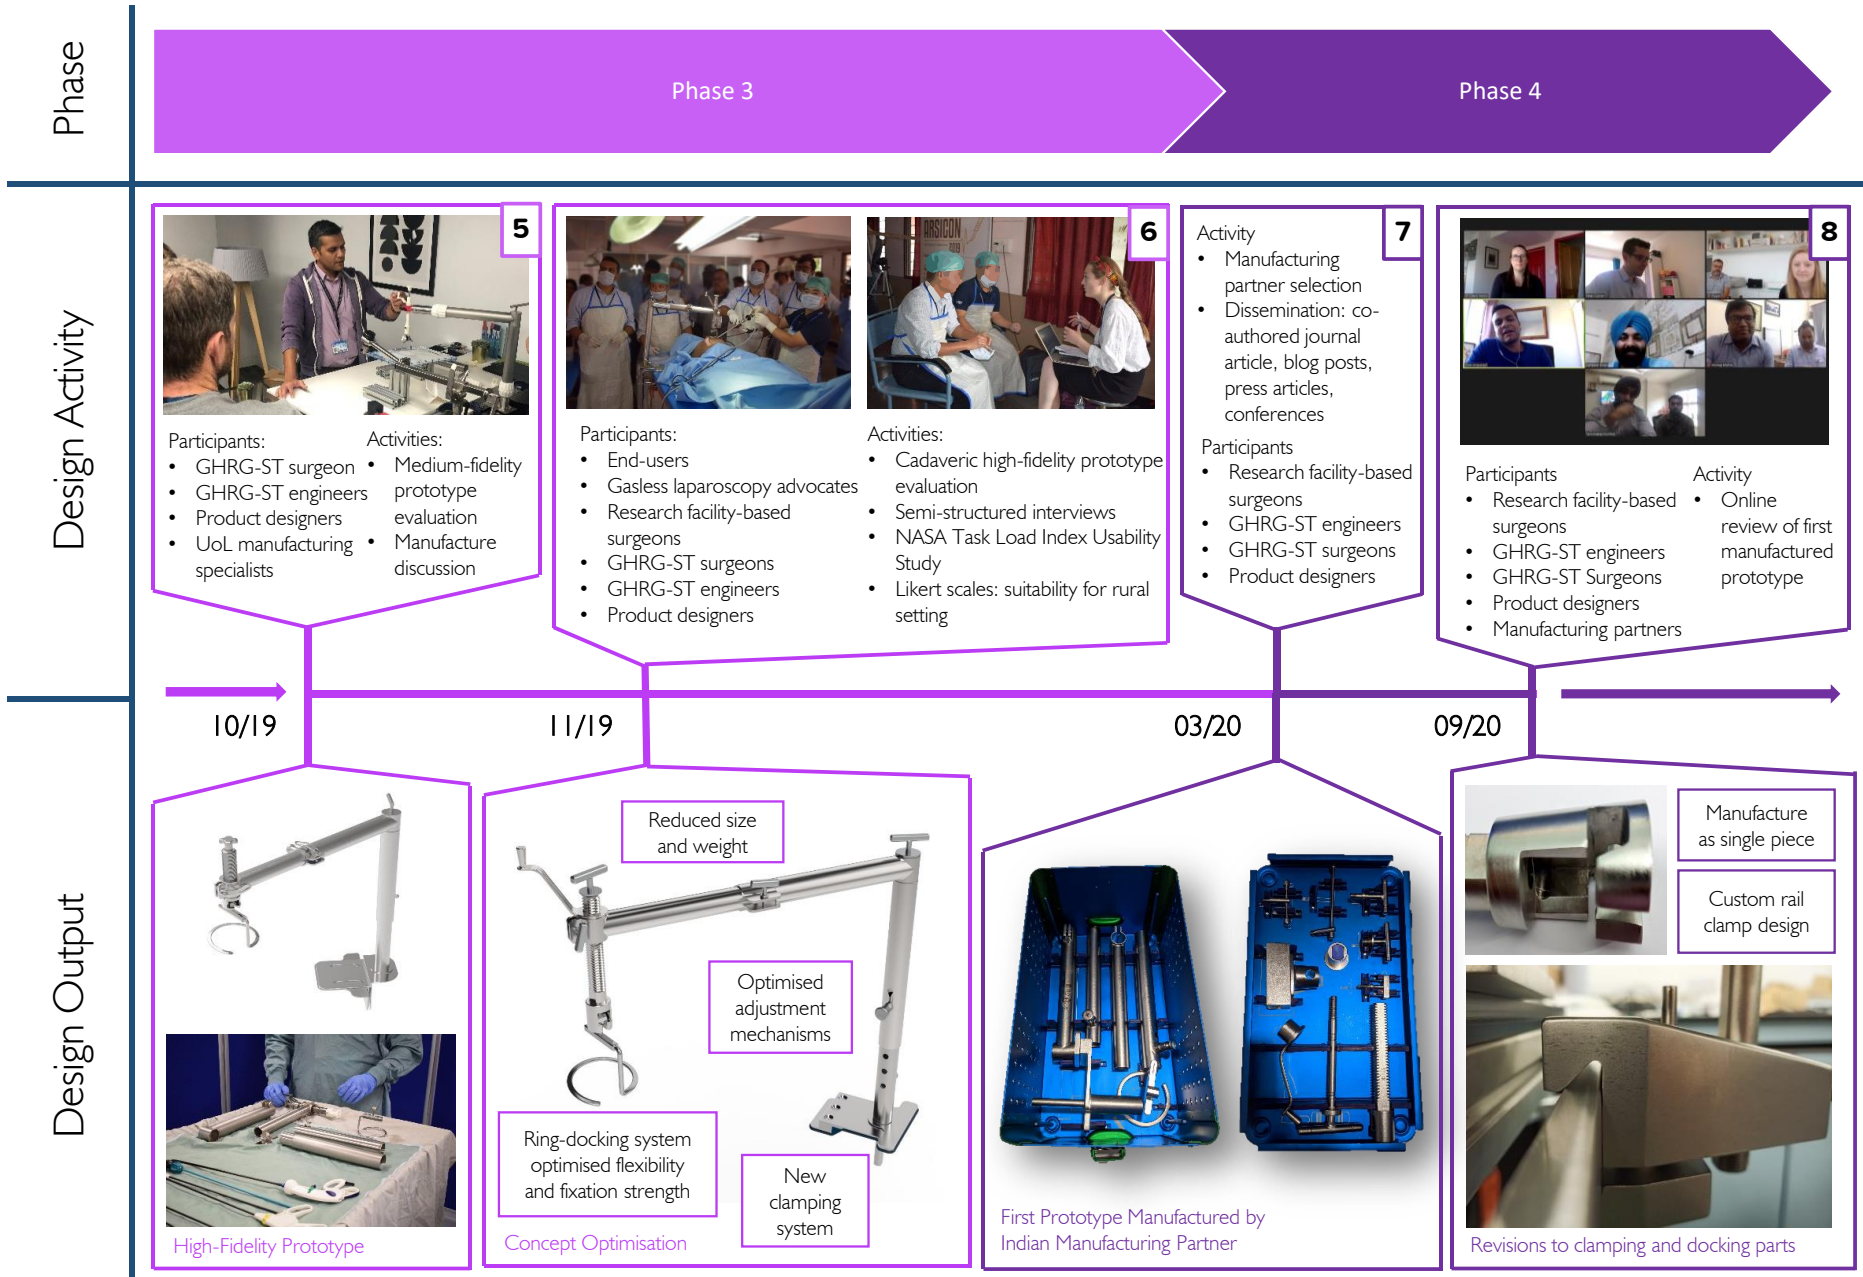 Phase
Phase 3
Phase 4
Design Activity
5
Participants:
• GHRG-ST surgeon
• GHRG-ST engineers
• Product designers
• UoL manufacturing
specialists
Activities:
• Medium-fidelity
prototype
evaluation
• Manufacture
discussion
6
ARSICON
2019
Participants:
• End-users
• Gasless laparoscopy advocates
• Research facility-based
surgeons
• GHRG-ST surgeons
• GHRG-ST engineers
• Product designers
Activities:
• Cadaveric high-fidelity prototype
evaluation
• Semi-structured interviews
• NASA Task Load Index Usability
Study
• Likert scales: suitability for rural
setting
7
Activity
• Manufacturing
partner selection
• Dissemination: co-
authored journal
article, blog posts,
press articles,
conferences
Participants
• Research facility-based
surgeons
• GHRG-ST engineers
• GHRG-ST surgeons
• Product designers
8
Participants
• Research facility-based
surgeons
• GHRG-ST engineers
• GHRG-ST Surgeons
• Product designers
• Manufacturing partners
Activity
• Online
review of first
manufactured
prototype
10/19
11/19
03/20
09/20
Design Output
High-Fidelity Prototype
Reduced size
and weight
Optimised
adjustment
mechanisms
Ring-docking system
optimised flexibility
and fixation strength
New
clamping
system
Concept Optimisation
First Prototype Manufactured by
Indian Manufacturing Partner
Manufacture
as single piece
Custom rail
clamp design
Revisions to clamping and docking parts